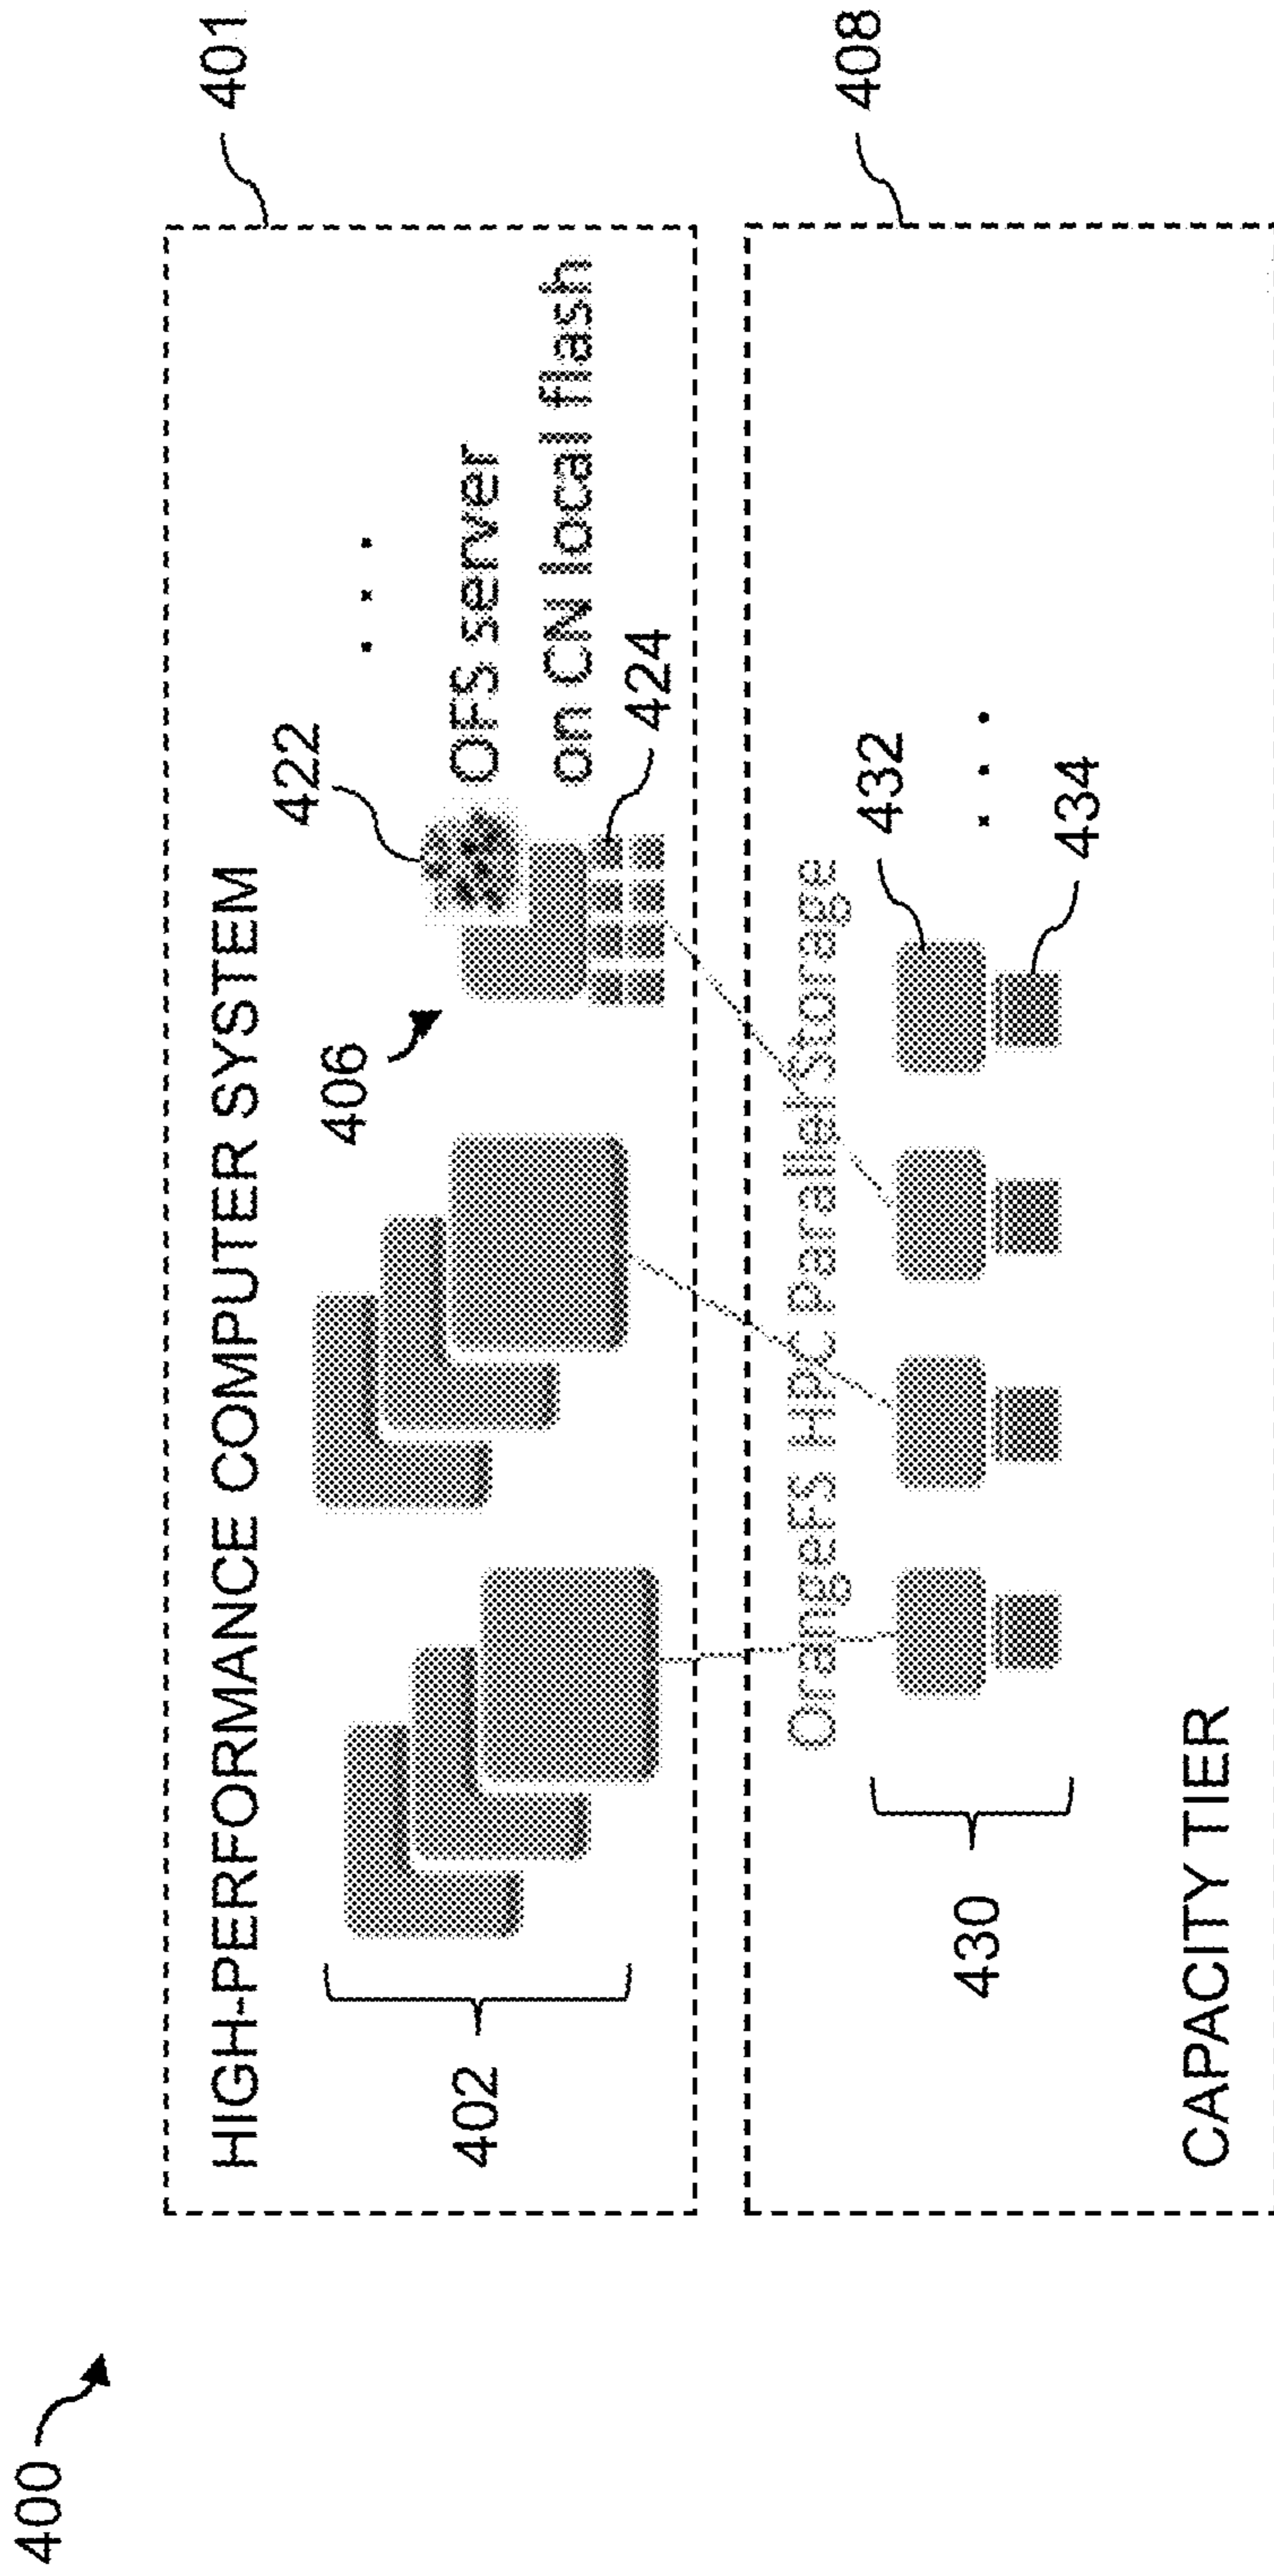 400
401
HIGH-PERFORMANCE COMPUTER SYSTEM
422
406
OFS server
on CN local flash
402
424
408
OrangeFS HPC Parallel Storage
432
430
434
CAPACITY TIER